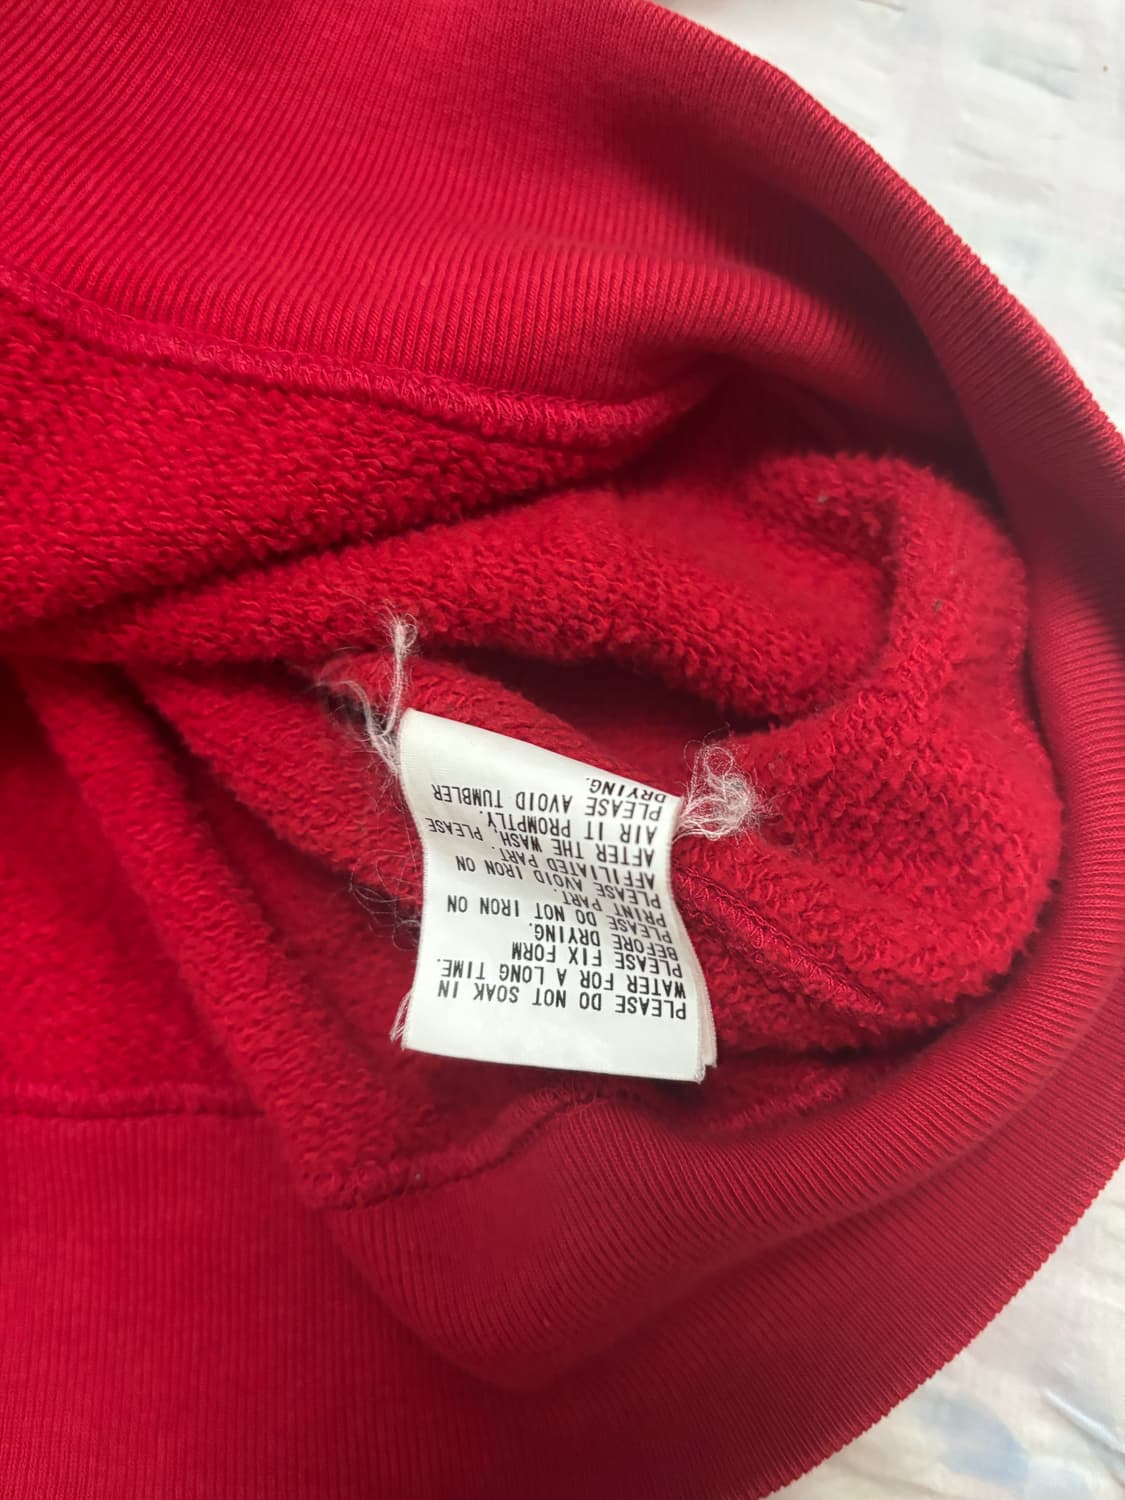 PLEASE DO NOT SOAK IN
WATER FOR A LONG TIME.
PLEASE FIX FORM
BEFORE DRYING.
PLEASE DO NOT IRON ON
PRINT PART.
PLEASE AVOID IRON ON
AFFILIATED PART.
AFTER THE WASH, PLEASE
AIR IT PROMPTLY.
PLEASE AVOID TUMBLER
DRYING.